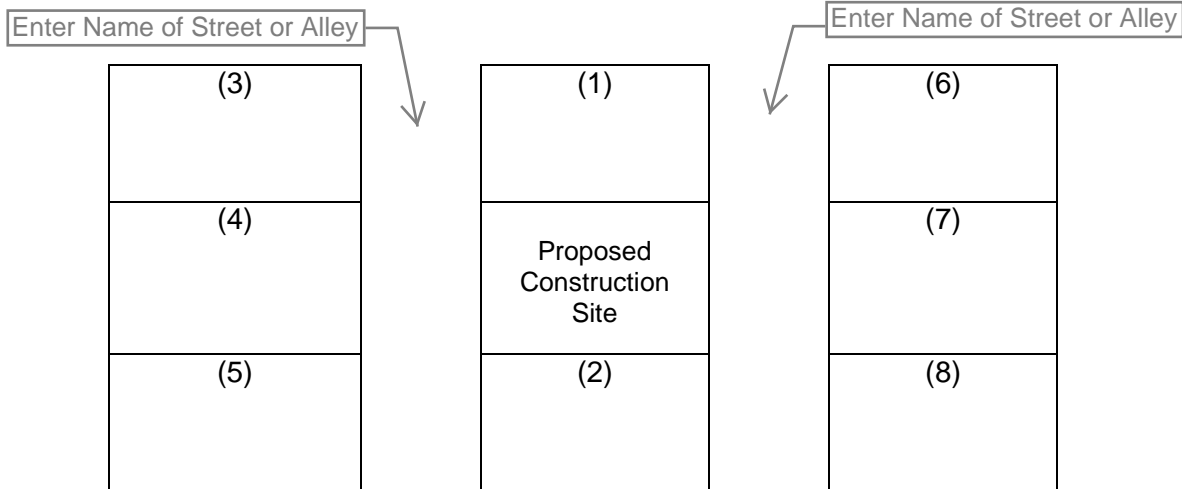 Enter Name of Street or Alley
Enter Name of Street or Alley
(3)
(1)
(6)
(4)
Proposed
Construction
Site
(7)
(5)
(2)
(8)